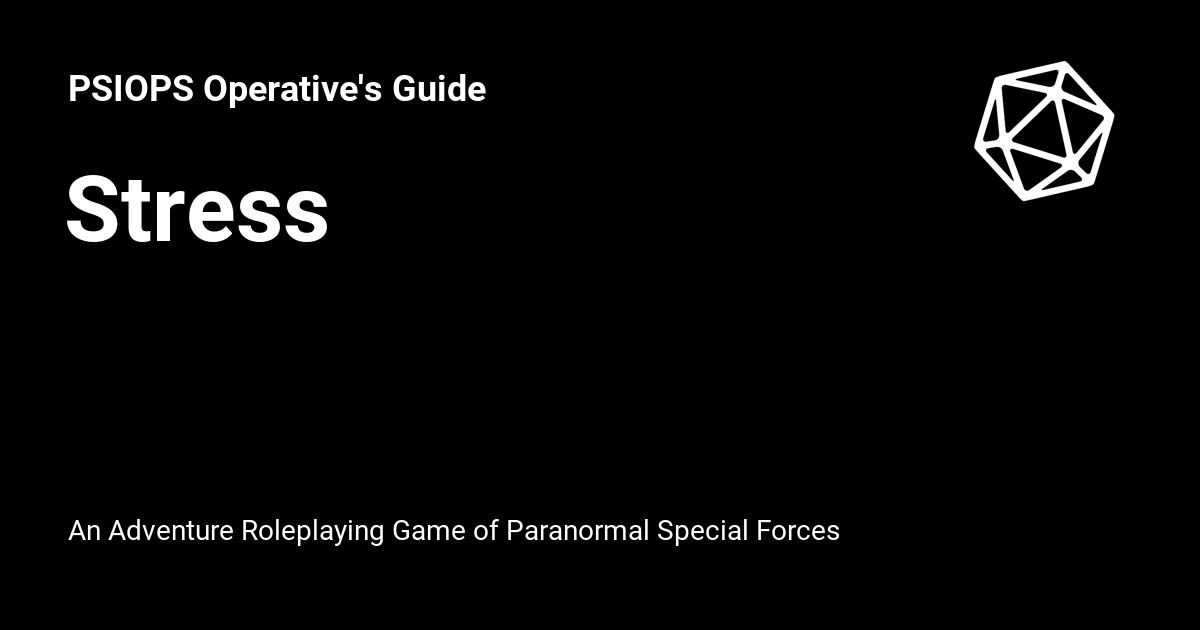 PSIOPS Operative's Guide
Stress
An Adventure Roleplaying Game of Paranormal Special Forces